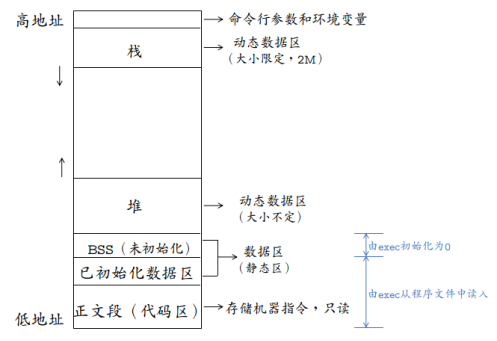 高地址
命令行参数和环境变量
栈
动态数据区
(大小限定，2M)
堆
动态数据区
(大小不定)
BSS（未初始化）
数据区
(静态区)
由exec初始化为0
已初始化数据区
由exec从程序文件中读入
正文段（代码区）
存储机器指令，只读
低地址